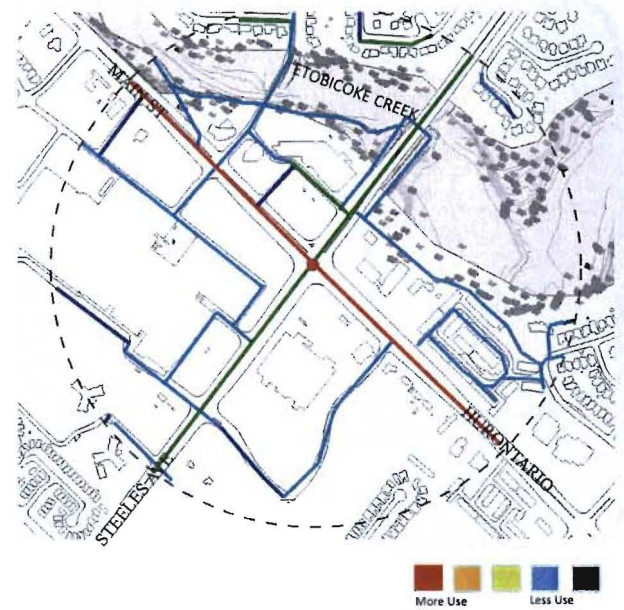 MAIN ST
ETOBICOKE CREEK
HURONTARIO
STEELES AVE
More Use
Less Use